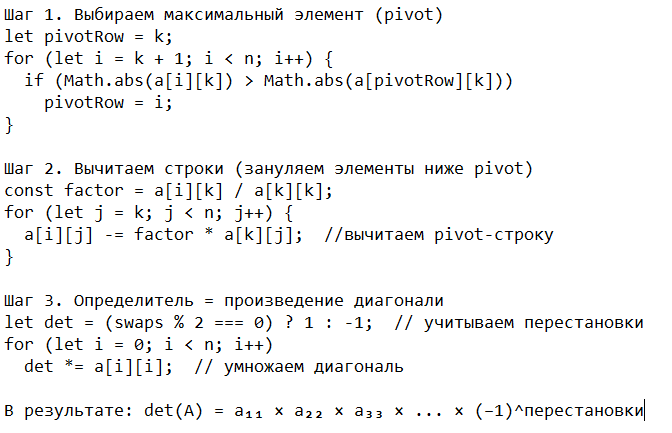 Шаг 1. Выбираем максимальный элемент (pivot)
let pivotRow = k;
for (let i = k + 1; i < n; i++) {
  if (Math.abs(a[i][k]) > Math.abs(a[pivotRow][k]))
    pivotRow = i;
}

Шаг 2. Вычитаем строки (зануляем элементы ниже pivot)
const factor = a[i][k] / a[k][k];
for (let j = k; j < n; j++) {
  a[i][j] -= factor * a[k][j];  //вычитаем pivot-строку
}

Шаг 3. Определитель = произведение диагонали
let det = (swaps % 2 === 0) ? 1 : -1;  // учитываем перестановки
for (let i = 0; i < n; i++)
  det *= a[i][i];  // умножаем диагональ

В результате: det(A) = a₁₁ × a₂₂ × a₃₃ × ... × (−1)^перестановки